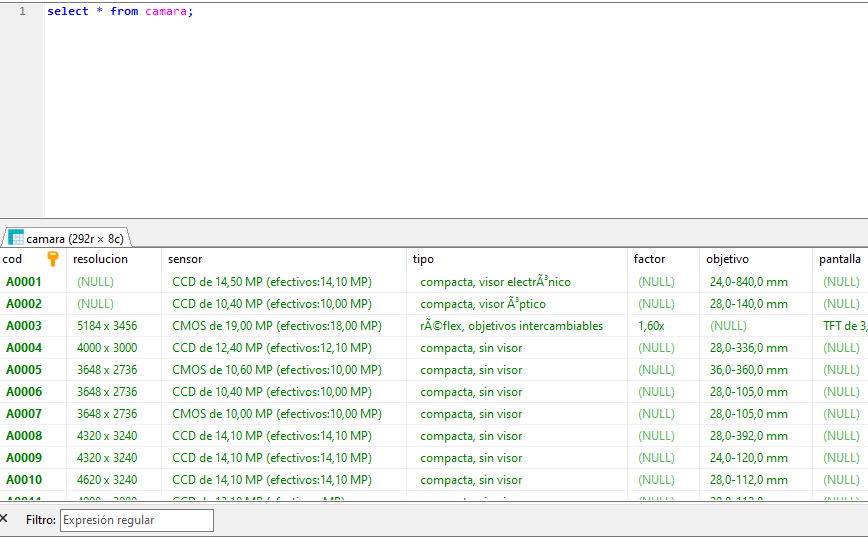 1 select * from camara;
camara (292r × 8c)
cod resolucion sensor tipo factor objetivo pantalla
A0001 (NULL) CCD de 14,50 MP (efectivos:14,10 MP) compacta, visor electrÃ³nico (NULL) 24,0-840,0 mm (NULL)
A0002 (NULL) CCD de 10,40 MP (efectivos:10,00 MP) compacta, visor Ã³ptico (NULL) 28,0-140,0 mm (NULL)
A0003 5184 x 3456 CMOS de 19,00 MP (efectivos:18,00 MP) rÃ©flex, objetivos intercambiables 1,60x (NULL) TFT de 3,
A0004 4000 x 3000 CCD de 12,40 MP (efectivos:12,10 MP) compacta, sin visor (NULL) 28,0-336,0 mm (NULL)
A0005 3648 x 2736 CMOS de 10,60 MP (efectivos:10,00 MP) compacta, sin visor (NULL) 36,0-360,0 mm (NULL)
A0006 3648 x 2736 CCD de 10,40 MP (efectivos:10,00 MP) compacta, sin visor (NULL) 28,0-105,0 mm (NULL)
A0007 3648 x 2736 CMOS de 10,00 MP (efectivos:10,00 MP) compacta, sin visor (NULL) 28,0-105,0 mm (NULL)
A0008 4320 x 3240 CCD de 14,10 MP (efectivos:14,10 MP) compacta, sin visor (NULL) 28,0-392,0 mm (NULL)
A0009 4320 x 3240 CCD de 14,10 MP (efectivos:14,10 MP) compacta, sin visor (NULL) 24,0-120,0 mm (NULL)
A0010 4620 x 3240 CCD de 14,10 MP (efectivos:14,10 MP) compacta, sin visor (NULL) 28,0-112,0 mm (NULL)
Filtro: Expresión regular